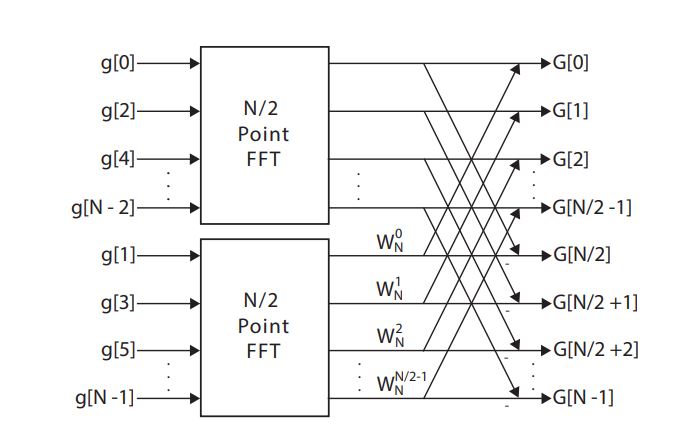 g[0]
g[2]
g[4]
g[N - 2]
g[1]
g[3]
g[5]
g[N -1]
N/2
Point
FFT
N/2
Point
FFT
W_N^0
W_N^1
W_N^2
W_N^{N/2-1}
-
-
-
-
G[0]
G[1]
G[2]
G[N/2 -1]
G[N/2]
G[N/2 +1]
G[N/2 +2]
G[N -1]